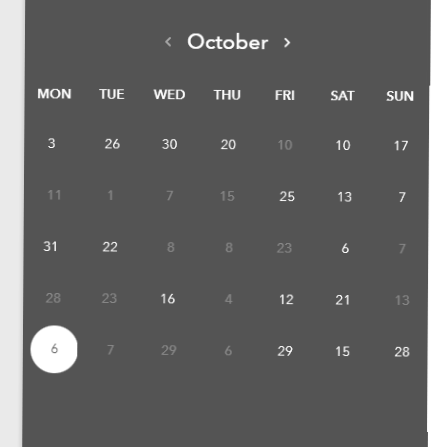 ‹ October ›
MON TUE WED THU FRI SAT SUN
3 26 30 20 10 10 17
11 1 7 15 25 13 7
31 22 8 8 23 6 7
28 23 16 4 12 21 13
6 7 29 6 29 15 28